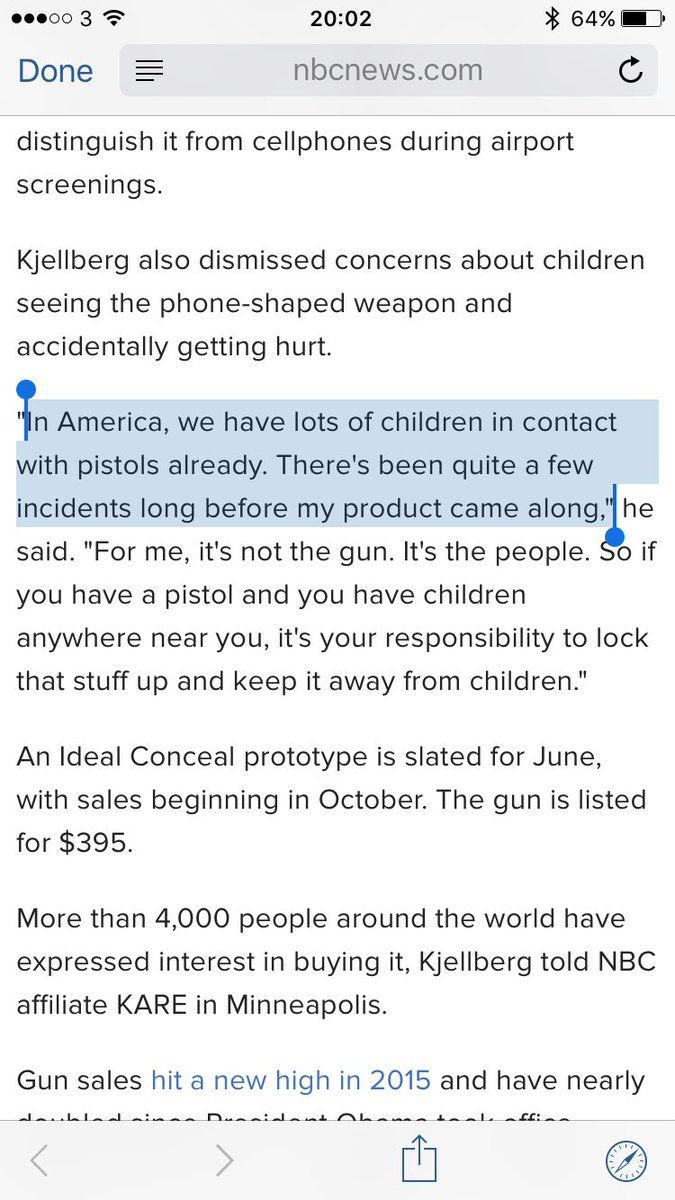 3 20:02 64%
Done nbcnews.com
distinguish it from cellphones during airport
screenings.
Kjellberg also dismissed concerns about children
seeing the phone-shaped weapon and
accidentally getting hurt.
"In America, we have lots of children in contact
with pistols already. There's been quite a few
incidents long before my product came along," he
said. "For me, it's not the gun. It's the people. So if
you have a pistol and you have children
anywhere near you, it's your responsibility to lock
that stuff up and keep it away from children."
An Ideal Conceal prototype is slated for June,
with sales beginning in October. The gun is listed
for $395.
More than 4,000 people around the world have
expressed interest in buying it, Kjellberg told NBC
affiliate KARE in Minneapolis.
Gun sales hit a new high in 2015 and have nearly
doubled since President Obama took office